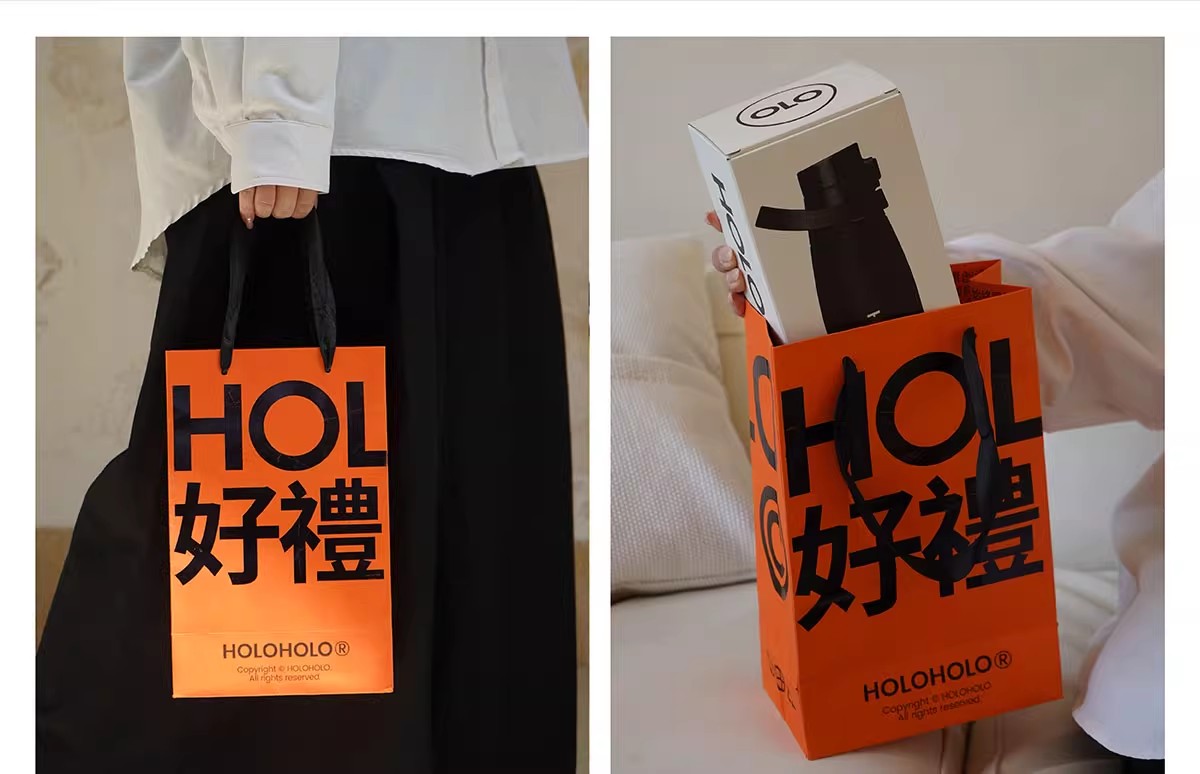 HOL
好禮
HOLOHOLO®
Copyright © HOLOHOLO.
All rights reserved
OLO
HOLO
HOL
好禮
HOLOHOLO®
Copyright © HOLOHOLO
All rights reserved.